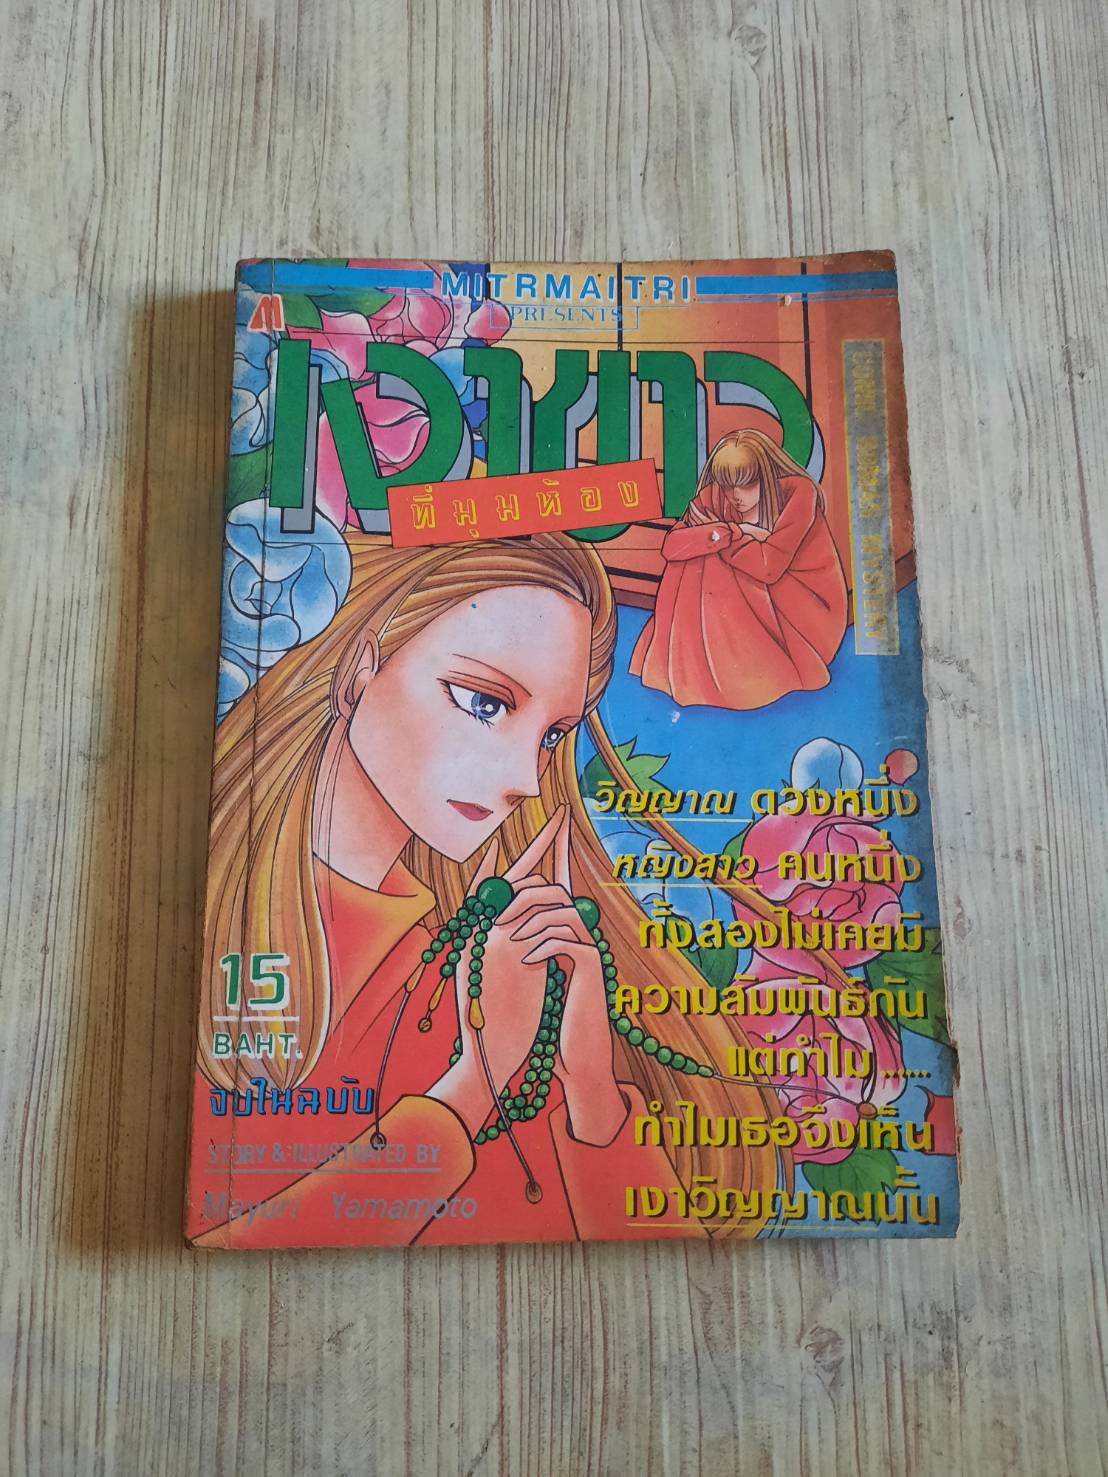 MITRMAITRI
PRESENTS
เงาขาว
ที่มุมห้อง
MYSTERY
วิญญาณ ดวงหนึ่ง
หญิงสาว คนหนึ่ง
ทั้งสองไม่เคยมี
ความสัมพันธ์กัน
แต่ทำไม ......
ทำไมเธอจึงเห็น
เงาวิญญาณนั้น
15
BAHT.
จบในฉบับ
STORY & ILLUSTRATED BY
Mayuri Yamamoto